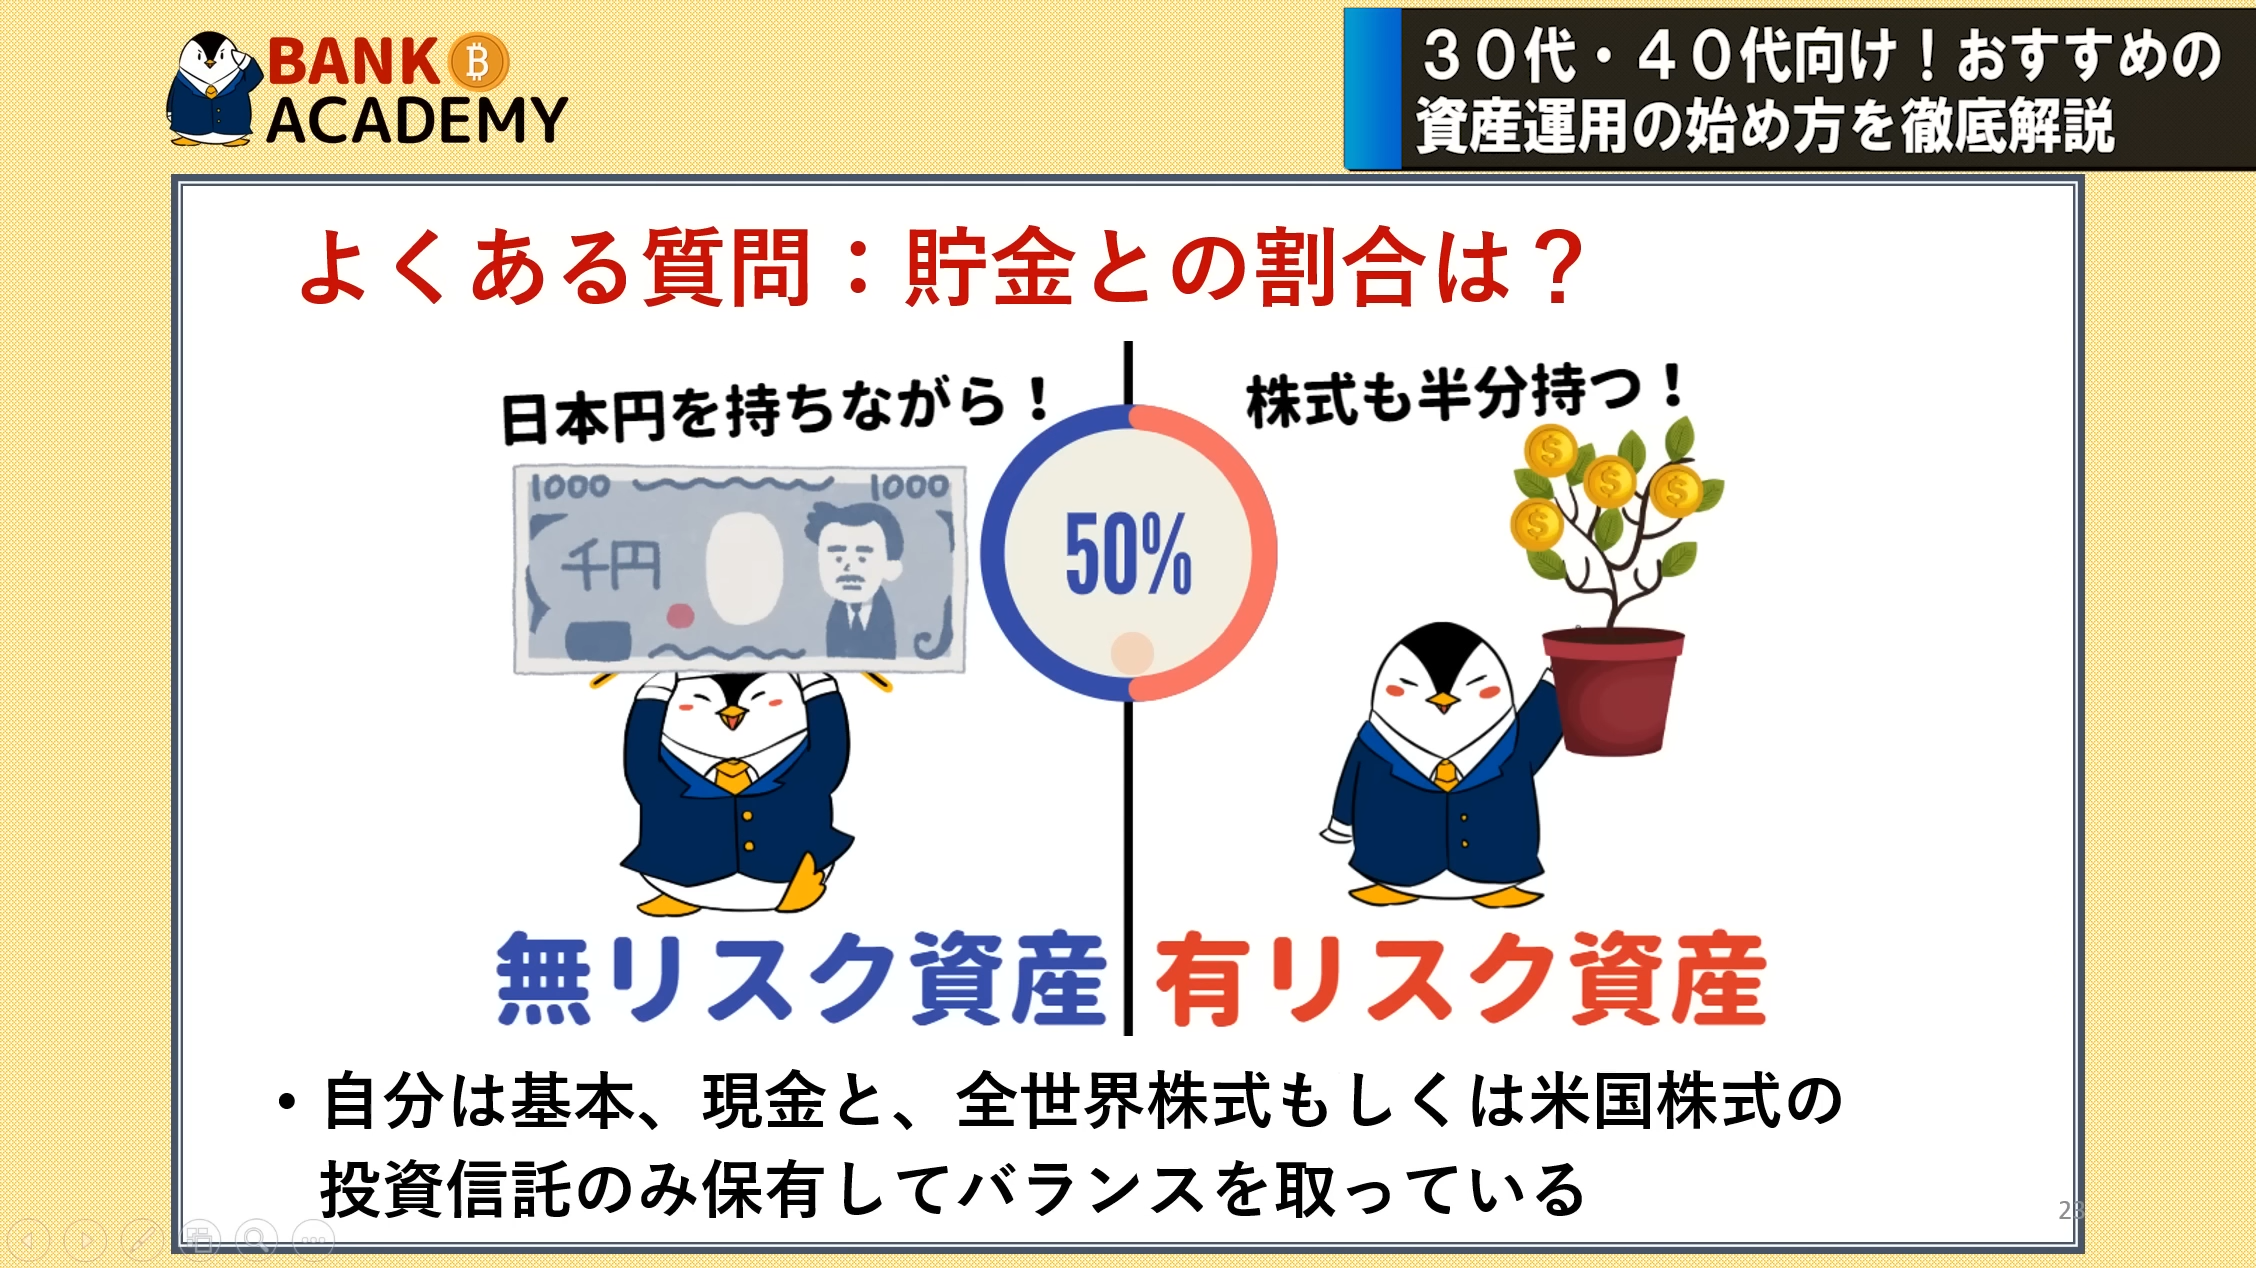 BANK
ACADEMY
30代・40代向け！おすすめの
資産運用の始め方を徹底解説
よくある質問：貯金との割合は？
日本円を持ちながら！
株式も半分持つ！
1000 1000
千円
50%
無リスク資産
有リスク資産
・自分は基本、現金と、全世界株式もしくは米国株式の
投資信託のみ保有してバランスを取っている
23